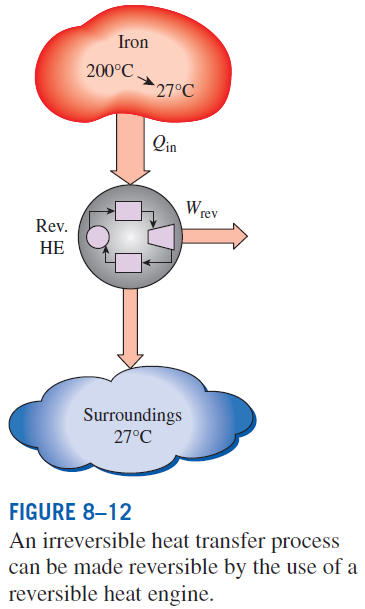 Iron
200°C
27°C
Qin
Wrev
Rev.
HE
Surroundings
27°C
FIGURE 8–12
An irreversible heat transfer process
can be made reversible by the use of a
reversible heat engine.